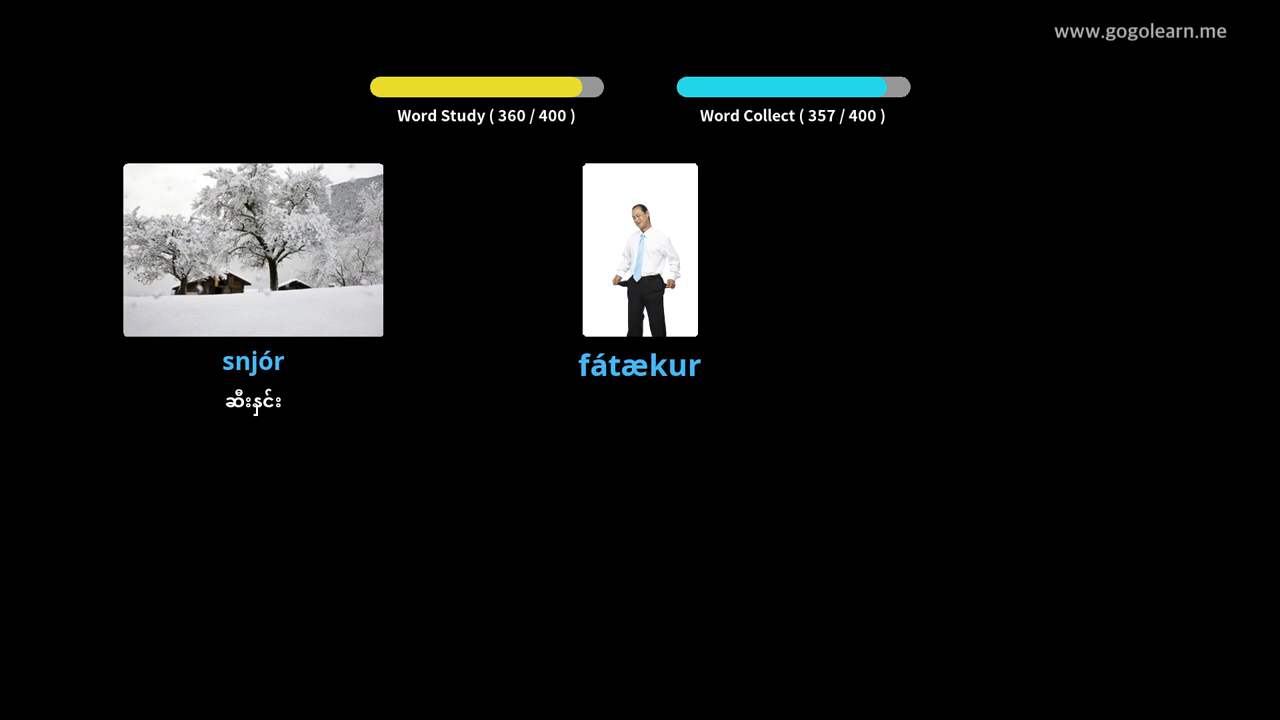 www.gogolearn.me
Word Study ( 360 / 400 )
Word Collect ( 357 / 400 )
snjór
ဆီးနှင်း
fátækur